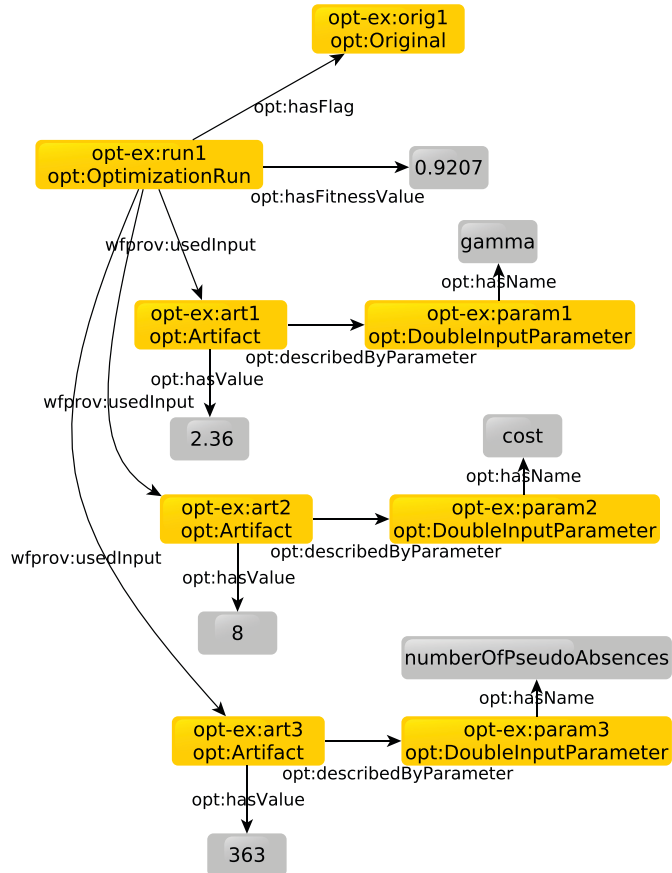 opt-ex:orig1
opt:Original
opt:hasFlag
opt-ex:run1
opt:OptimizationRun
0.9207
opt:hasFitnessValue
wfprov:usedInput
gamma
opt:hasName
opt-ex:art1
opt:Artifact
opt-ex:param1
opt:DoubleInputParameter
opt:describedByParameter
opt:hasValue
wfprov:usedInput
2.36
cost
opt:hasName
opt-ex:art2
opt:Artifact
opt-ex:param2
opt:DoubleInputParameter
opt:describedByParameter
wfprov:usedInput
opt:hasValue
8
numberOfPseudoAbsences
opt:hasName
opt-ex:art3
opt:Artifact
opt-ex:param3
opt:DoubleInputParameter
opt:describedByParameter
opt:hasValue
363